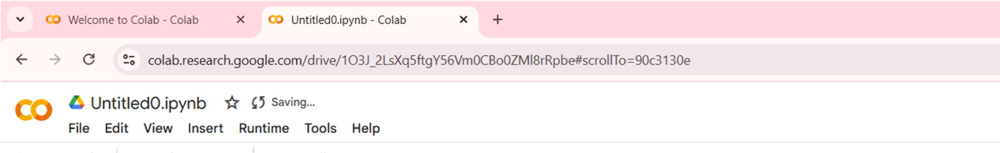 Welcome to Colab - Colab
Untitled0.ipynb - Colab
colab.research.google.com/drive/1O3J_2LsXq5ftgY56Vm0CBo0ZMl8rRpbe#scrollTo=90c3130e
Untitled0.ipynb Saving...
File Edit View Insert Runtime Tools Help